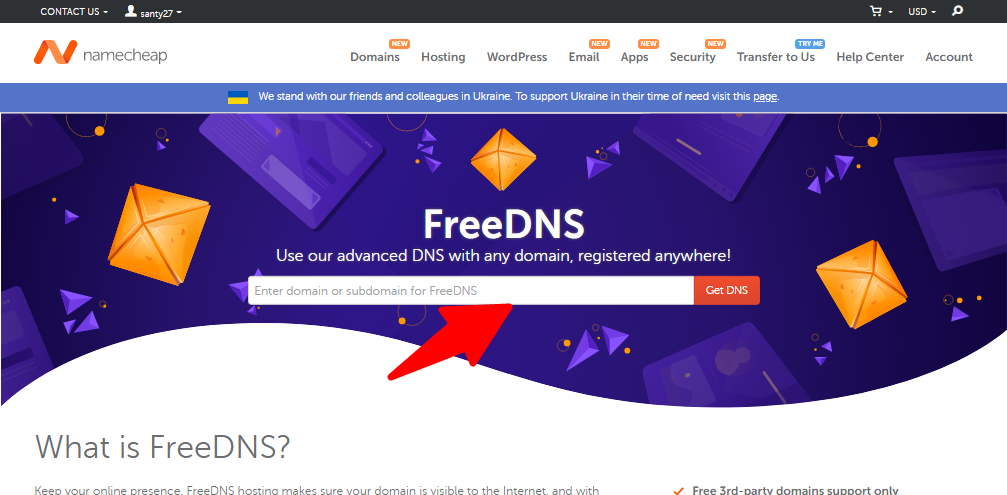 CONTACT US santy27 USD
namecheap
NEW NEW NEW NEW TRY ME
Domains Hosting WordPress Email Apps Security Transfer to Us Help Center Account
We stand with our friends and colleagues in Ukraine. To support Ukraine in their time of need visit this page.
FreeDNS
Use our advanced DNS with any domain, registered anywhere!
Enter domain or subdomain for FreeDNS Get DNS
What is FreeDNS?
Keep your online presence. FreeDNS hosting makes sure your domain is visible to the Internet, and with
Free 3rd-party domains support only